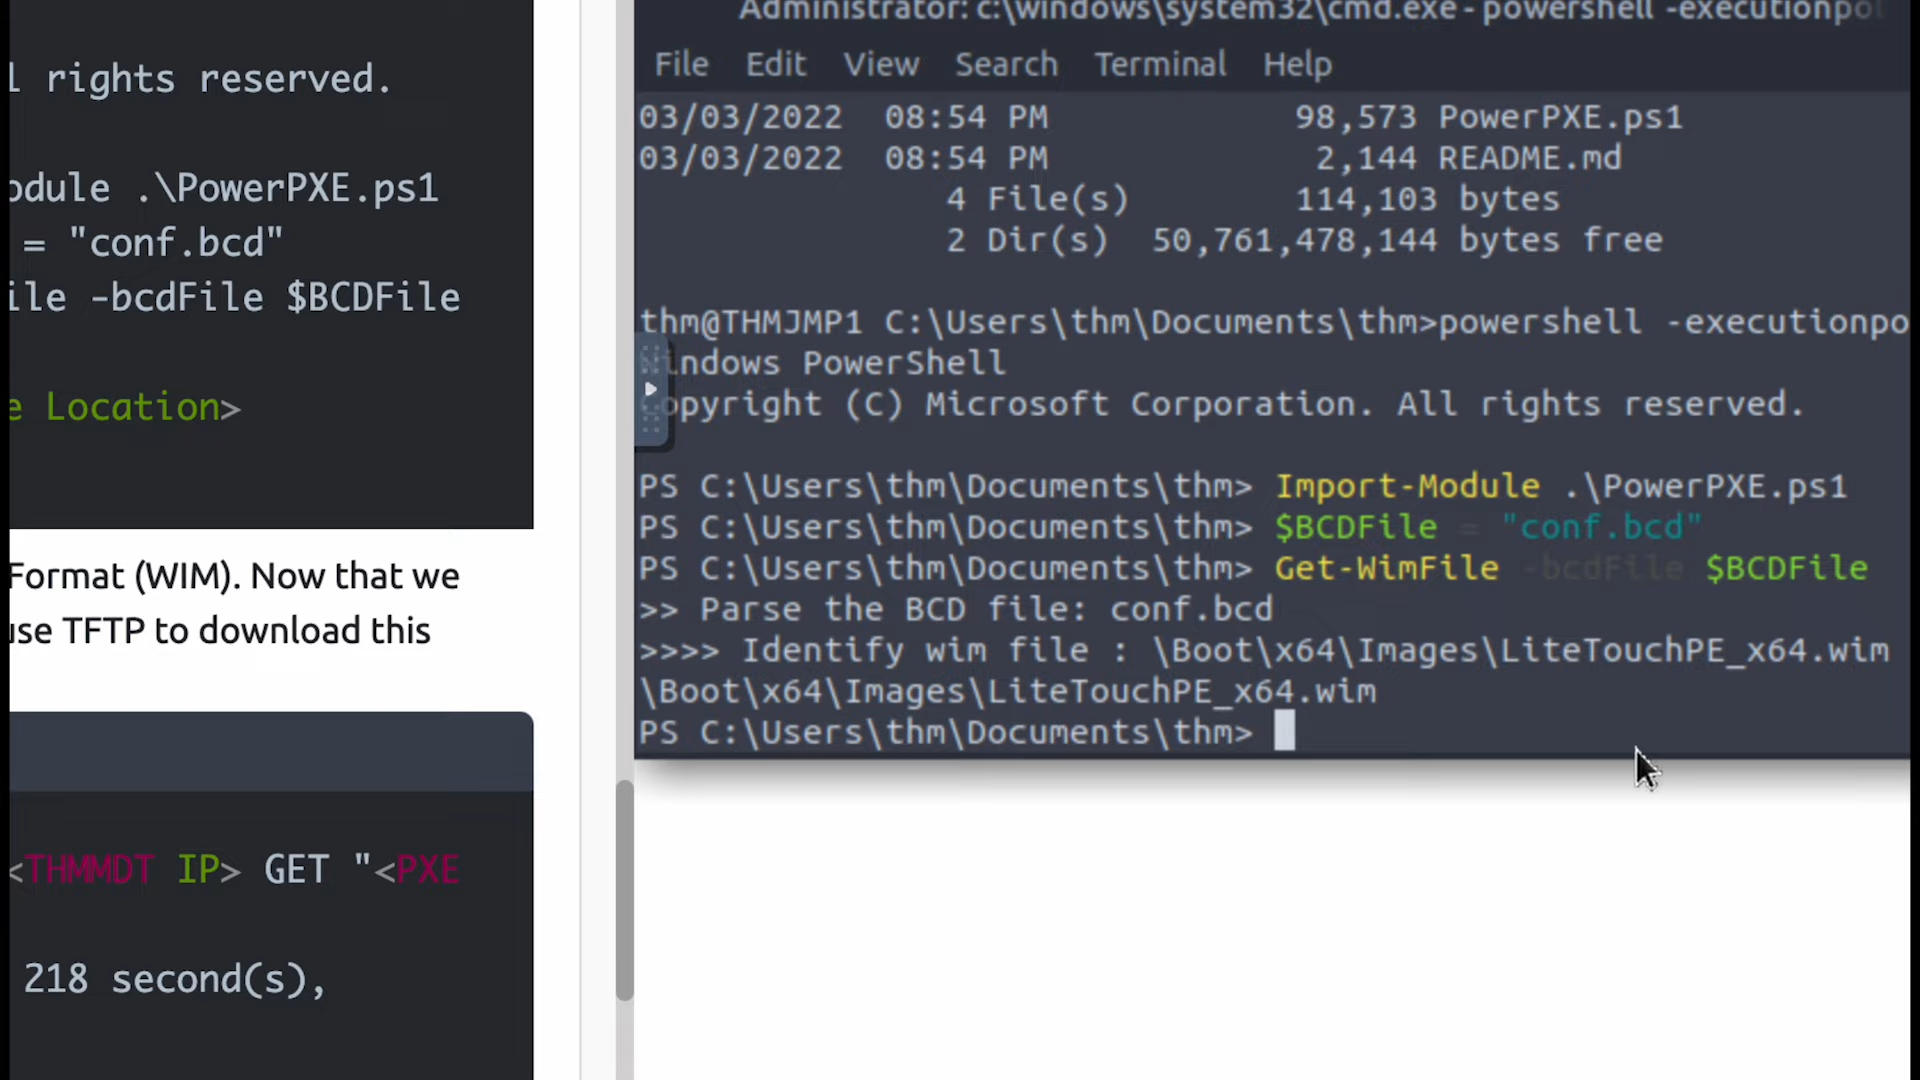 l rights reserved.
odule .\PowerPXE.ps1
= "conf.bcd"
ile -bcdFile $BCDFile
e Location>
Format (WIM). Now that we
use TFTP to download this
<THMMDT IP> GET "<PXE
218 second(s),
Administrator: c:\windows\system32\cmd.exe - powershell -executionpol
File Edit View Search Terminal Help
03/03/2022 08:54 PM 98,573 PowerPXE.ps1
03/03/2022 08:54 PM 2,144 README.md
4 File(s) 114,103 bytes
2 Dir(s) 50,761,478,144 bytes free
thm@THMJMP1 C:\Users\thm\Documents\thm>powershell -executionpo
Windows PowerShell
Copyright (C) Microsoft Corporation. All rights reserved.
PS C:\Users\thm\Documents\thm> Import-Module .\PowerPXE.ps1
PS C:\Users\thm\Documents\thm> $BCDFile = "conf.bcd"
PS C:\Users\thm\Documents\thm> Get-WimFile -bcdFile $BCDFile
>> Parse the BCD file: conf.bcd
>>>> Identify wim file : \Boot\x64\Images\LiteTouchPE_x64.wim
\Boot\x64\Images\LiteTouchPE_x64.wim
PS C:\Users\thm\Documents\thm>